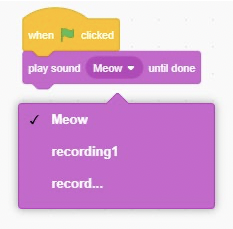 when clicked
play sound Meow until done
Meow
recording1
record...